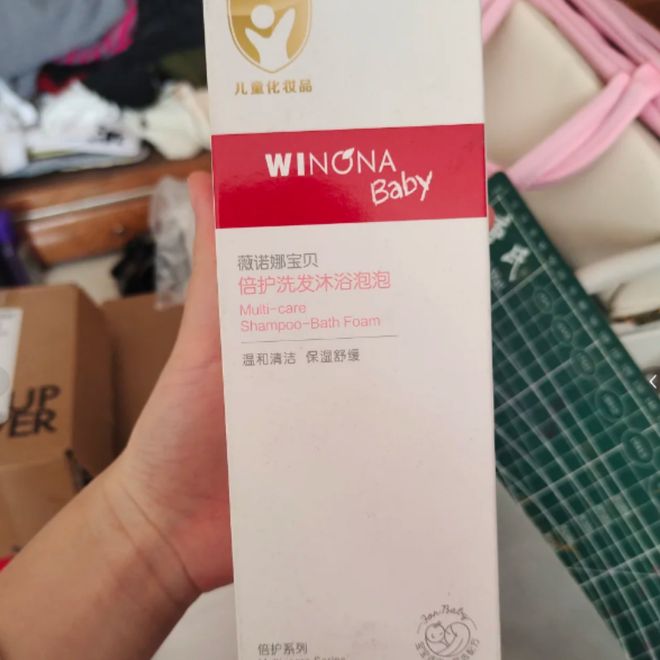 儿童化妆品
WINONA
Baby
薇诺娜宝贝
倍护洗发沐浴泡泡
Multi-care
Shampoo-Bath Foam
温和清洁 保湿舒缓
For Baby
倍护系列
UP